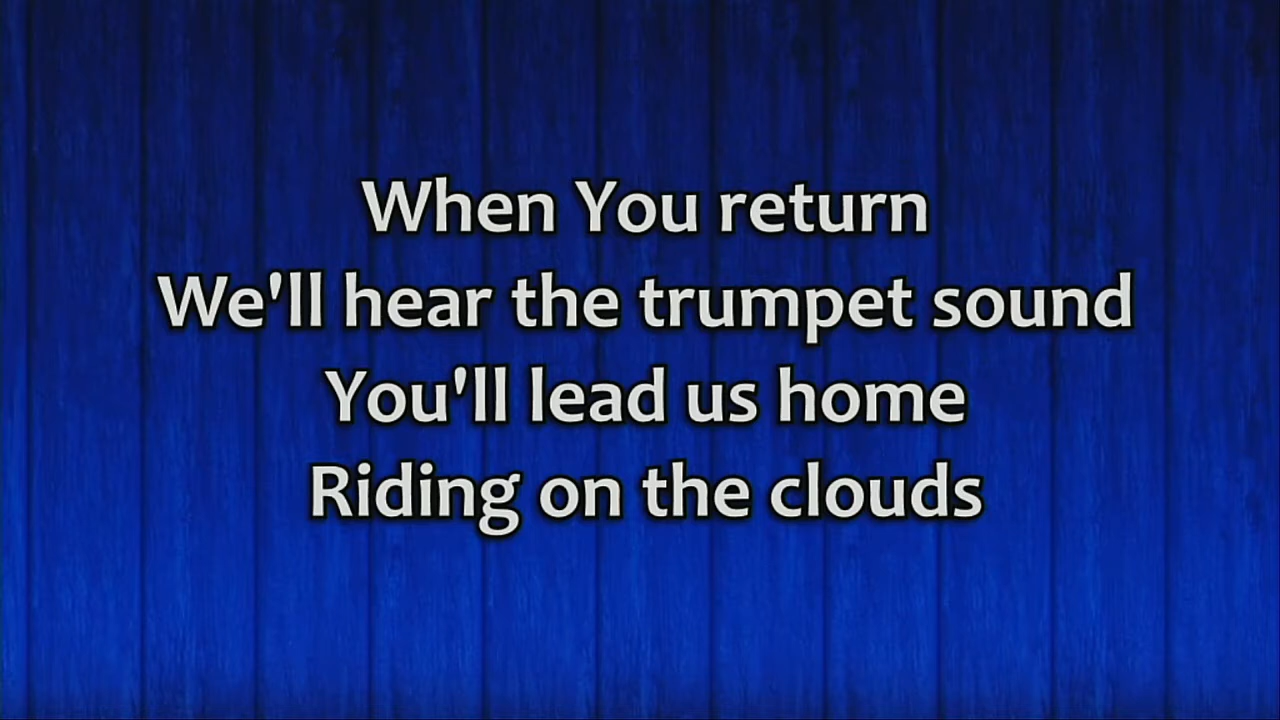 When You return
We'll hear the trumpet sound
You'll lead us home
Riding on the clouds